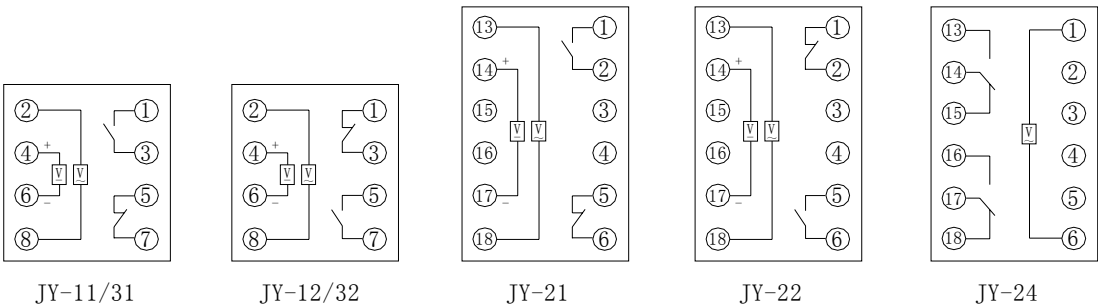 2 1
4 + 3
V V
6 - 5
8 7
JY-11/31
2 1
4 + 3
V V
6 - 5
8 7
JY-12/32
13 1
14 + 2
15 3
V V
16 4
17 - 5
18 6
JY-21
13 1
14 + 2
15 3
V V
16 4
17 - 5
18 6
JY-22
13 1
14 2
15 3
V
16 4
17 5
18 6
JY-24